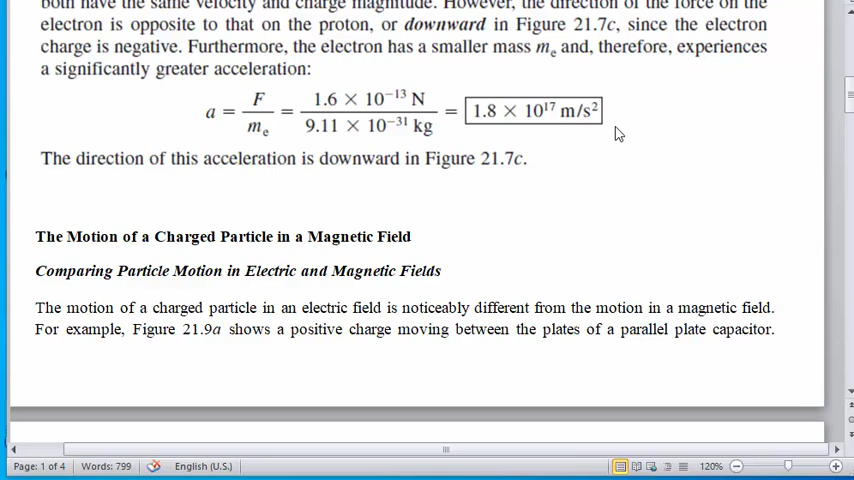 both have the same velocity and charge magnitude. However, the direction of the force on the
electron is opposite to that on the proton, or downward in Figure 21.7c, since the electron
charge is negative. Furthermore, the electron has a smaller mass mₑ and, therefore, experiences
a significantly greater acceleration:
a = F/mₑ = 1.6 × 10⁻¹³ N / 9.11 × 10⁻³¹ kg = 1.8 × 10¹⁷ m/s²
The direction of this acceleration is downward in Figure 21.7c.
The Motion of a Charged Particle in a Magnetic Field
Comparing Particle Motion in Electric and Magnetic Fields
The motion of a charged particle in an electric field is noticeably different from the motion in a magnetic field.
For example, Figure 21.9a shows a positive charge moving between the plates of a parallel plate capacitor.
Page: 1 of 4 Words: 799 English (U.S.) 120%